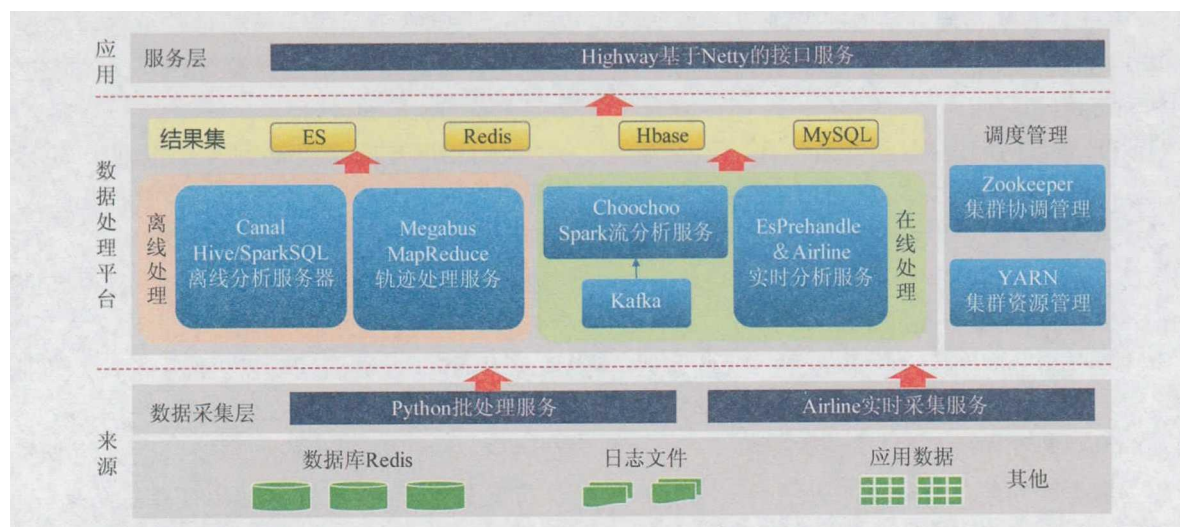 应用
服务层
Highway基于Netty的接口服务
数据处理平台
结果集
ES
Redis
Hbase
MySQL
离线处理
Canal
Hive/SparkSQL
离线分析服务器
Megabus
MapReduce
轨迹处理服务
Choochoo
Spark流分析服务
Kafka
EsPrehandle
& Airline
实时分析服务
在线处理
调度管理
Zookeeper
集群协调管理
YARN
集群资源管理
来源
数据采集层
Python批处理服务
Airline实时采集服务
数据库Redis
日志文件
应用数据
其他